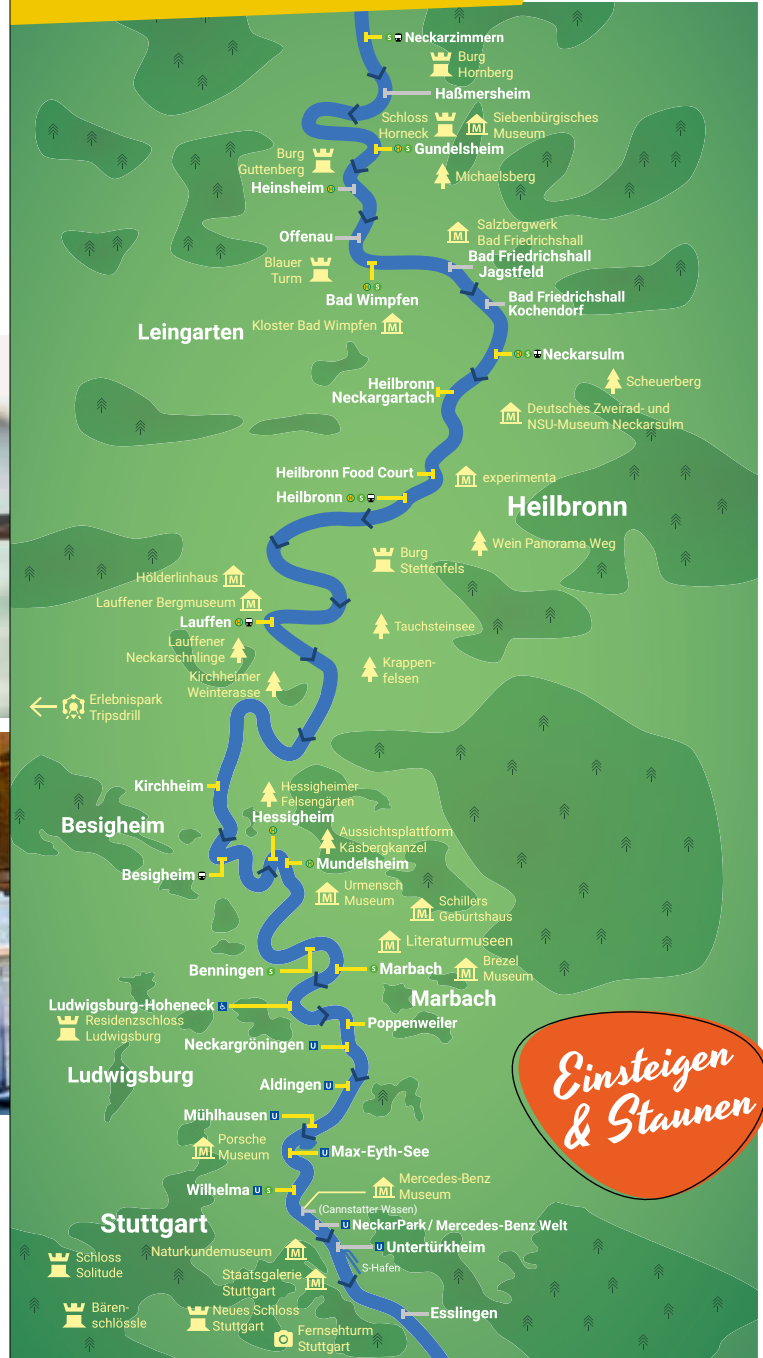 Neckarzimmern
Burg
Hornberg
Haßmersheim
Schloss
Horneck
Siebenbürgisches
Museum
Gundelsheim
Burg
Guttenberg
Michaelsberg
Heinsheim
Salzbergwerk
Bad Friedrichshall
Offenau
Bad Friedrichshall
Jagstfeld
Blauer
Turm
Bad Wimpfen
Bad Friedrichshall
Kochendorf
Leingarten
Kloster Bad Wimpfen
Neckarsulm
Scheuerberg
Heilbronn
Neckargartach
Deutsches Zweirad- und
NSU-Museum Neckarsulm
Heilbronn Food Court
experimenta
Heilbronn
Heilbronn
Wein Panorama Weg
Burg
Stettenfels
Hölderlinhaus
Lauffener Bergmuseum
Lauffen
Tauchsteinsee
Lauffener
Neckarschnlinge
Krappen-
felsen
Kirchheimer
Weinterasse
Erlebnispark
Tripsdrill
Kirchheim
Hessigheimer
Felsengärten
Hessigheim
Besigheim
Aussichtsplattform
Käsbergkanzel
Mundelsheim
Besigheim
Urmensch
Museum
Schillers
Geburtshaus
Literaturmuseen
Benningen
Marbach
Brezel
Museum
Marbach
Ludwigsburg-Hoheneck
Residenzschloss
Ludwigsburg
Poppenweiler
Neckargröningen
Ludwigsburg
Aldingen
Einsteigen
& Staunen
Mühlhausen
Porsche
Museum
Max-Eyth-See
Wilhelma
Mercedes-Benz
Museum
(Cannstatter Wasen)
Stuttgart
NeckarPark/ Mercedes-Benz Welt
Naturkundemuseum
Untertürkheim
S-Hafen
Schloss
Solitude
Staatsgalerie
Stuttgart
Bären-
schlössle
Neues Schloss
Stuttgart
Esslingen
Fernsehturm
Stuttgart